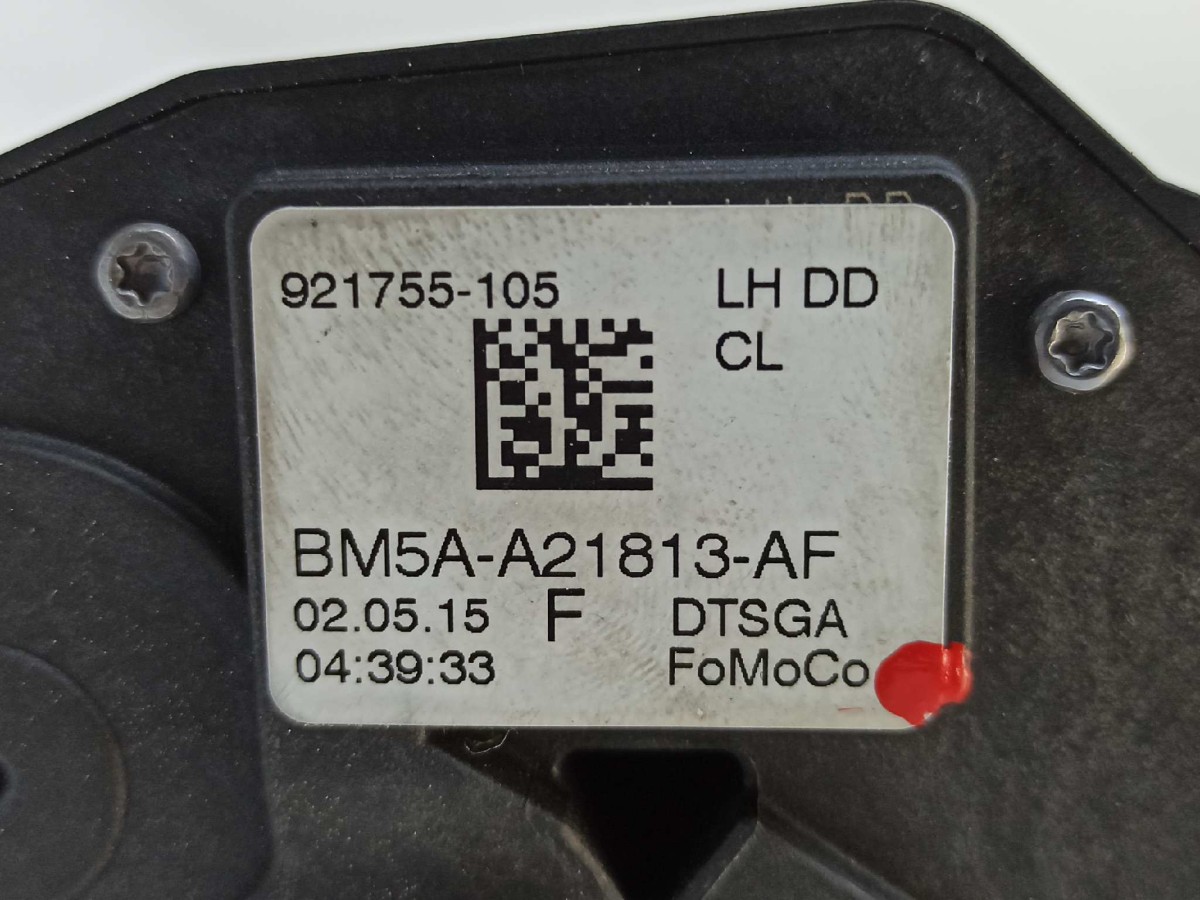 921755-105 LH DD
CL
BM5A-A21813-AF
02.05.15 F DTSGA
04:39:33 FoMoCo